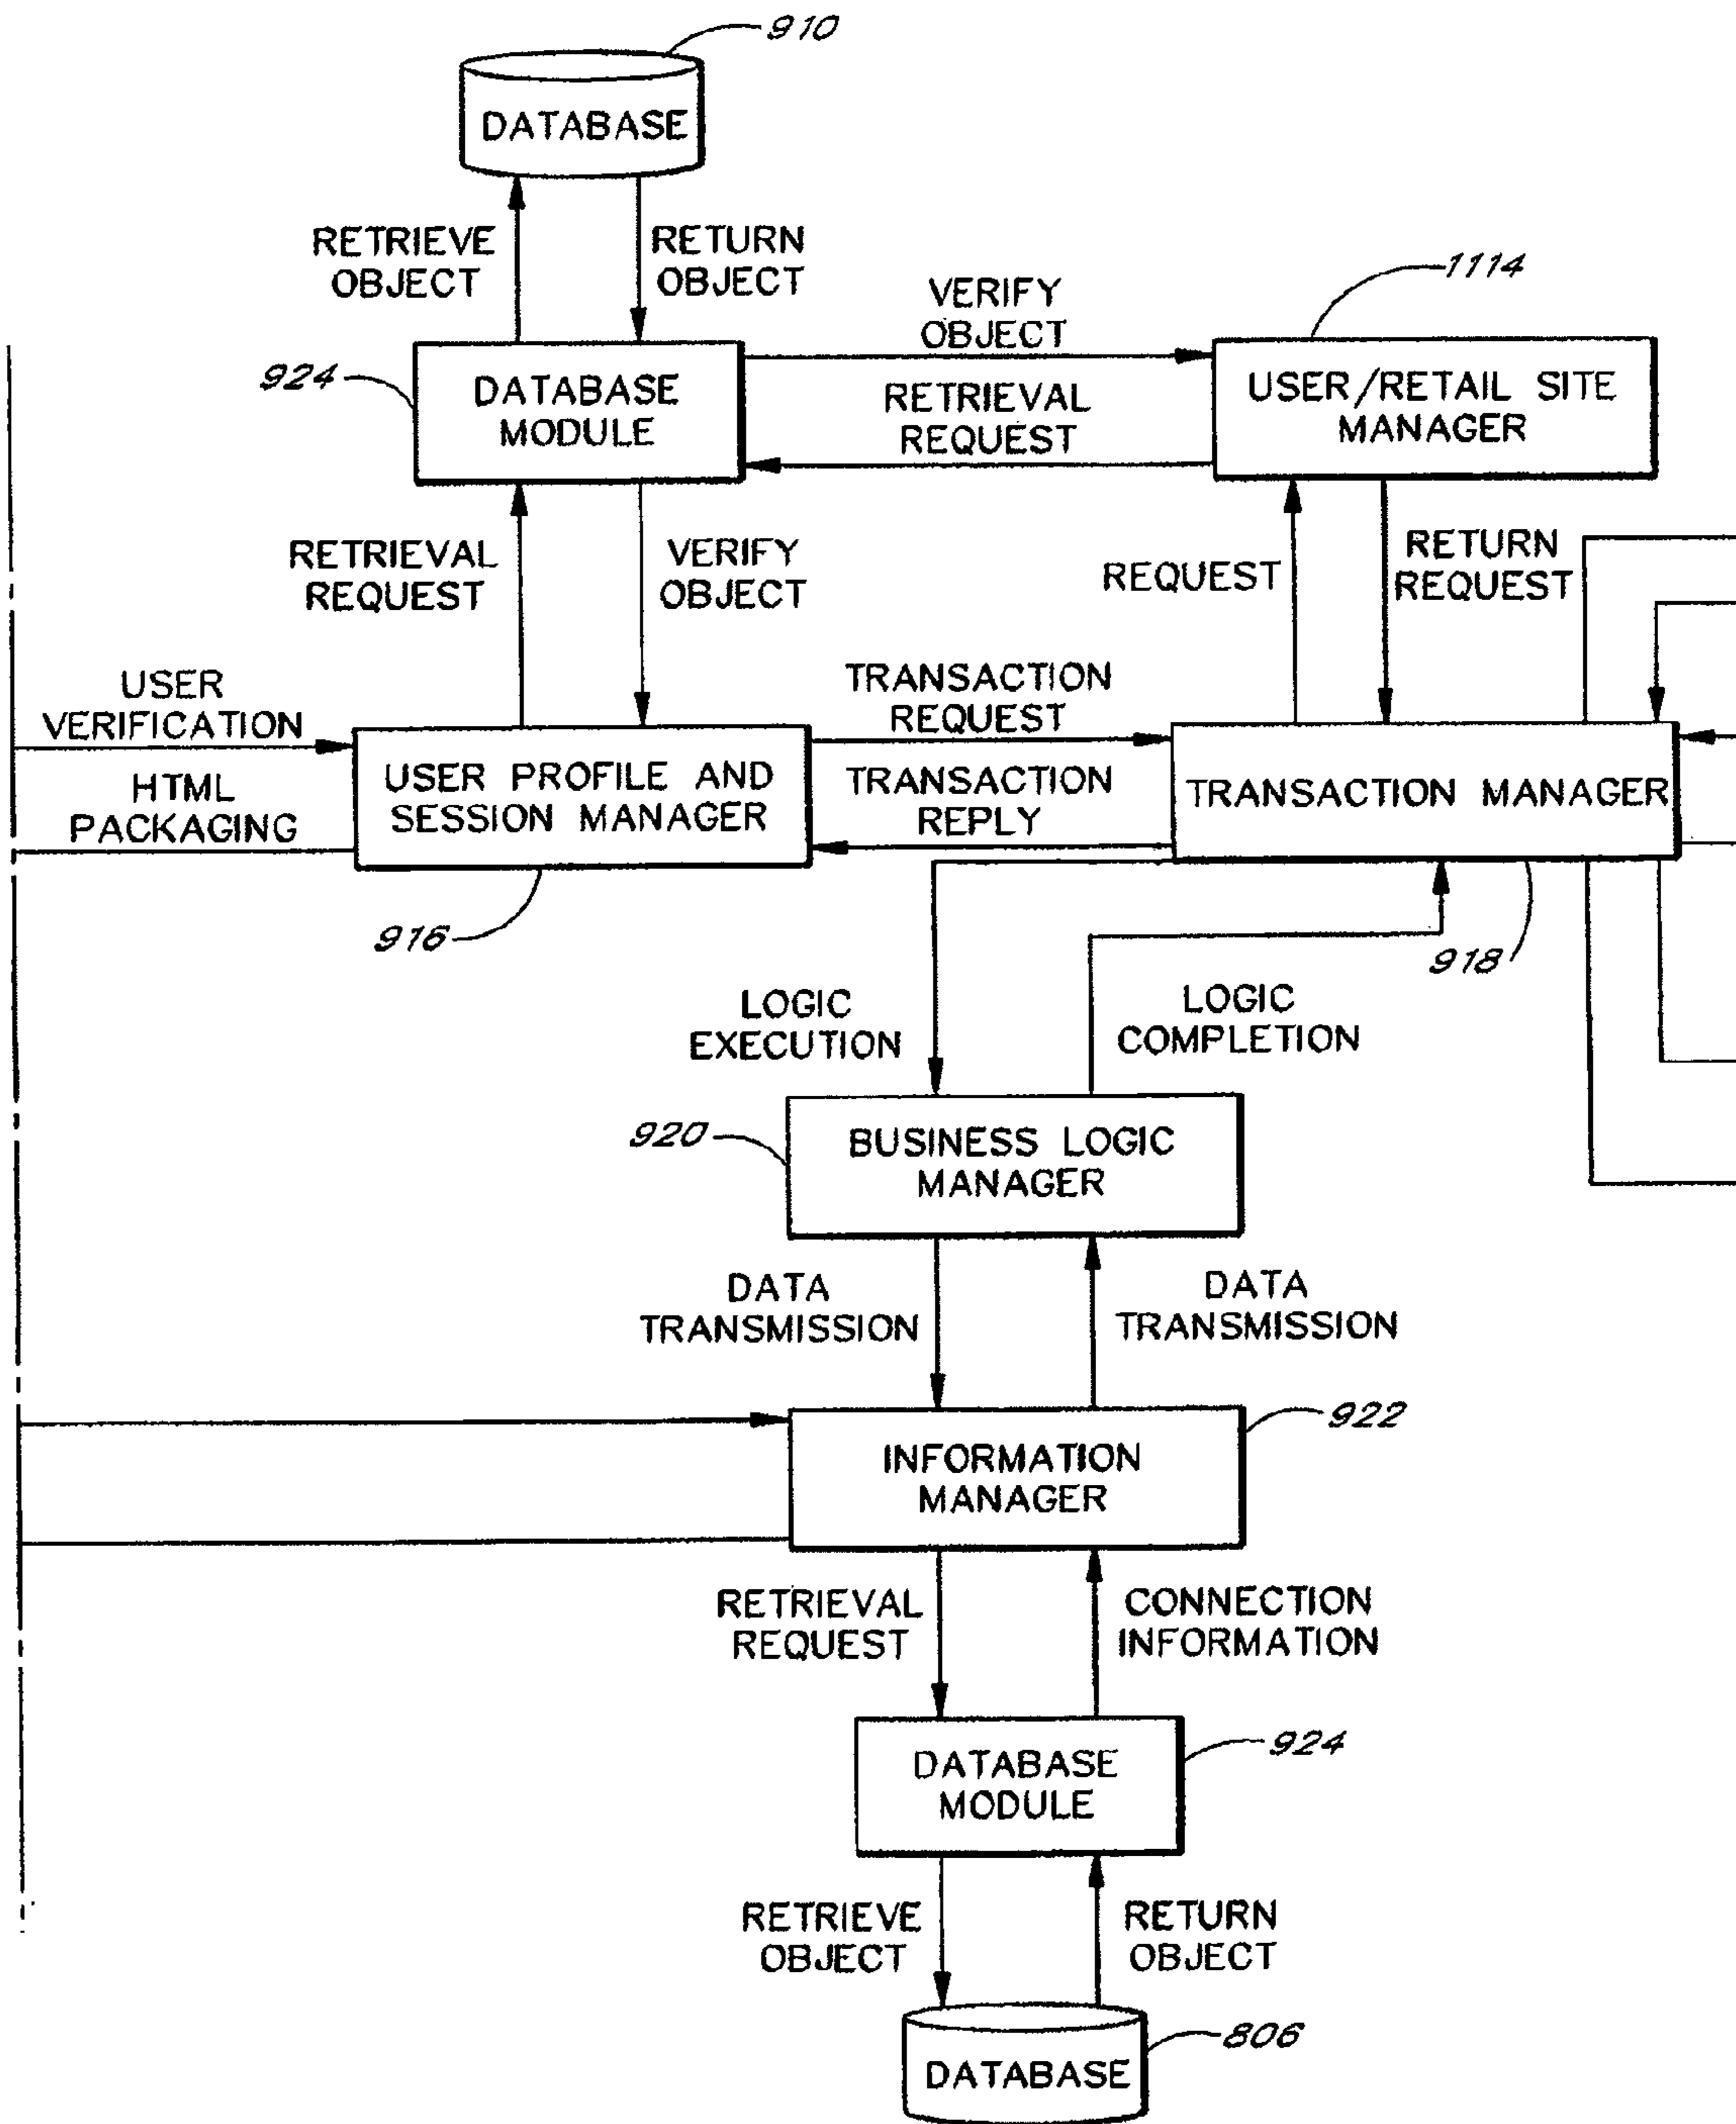 910
DATABASE
RETRIEVE
OBJECT
RETURN
OBJECT
1114
VERIFY
OBJECT
924
DATABASE
MODULE
RETRIEVAL
REQUEST
USER/RETAIL SITE
MANAGER
RETRIEVAL
REQUEST
VERIFY
OBJECT
REQUEST
RETURN
REQUEST
USER
VERIFICATION
TRANSACTION
REQUEST
HTML
PACKAGING
USER PROFILE AND
SESSION MANAGER
TRANSACTION
REPLY
TRANSACTION MANAGER
916
918
LOGIC
EXECUTION
LOGIC
COMPLETION
920
BUSINESS LOGIC
MANAGER
DATA
TRANSMISSION
DATA
TRANSMISSION
922
INFORMATION
MANAGER
RETRIEVAL
REQUEST
CONNECTION
INFORMATION
924
DATABASE
MODULE
RETRIEVE
OBJECT
RETURN
OBJECT
806
DATABASE